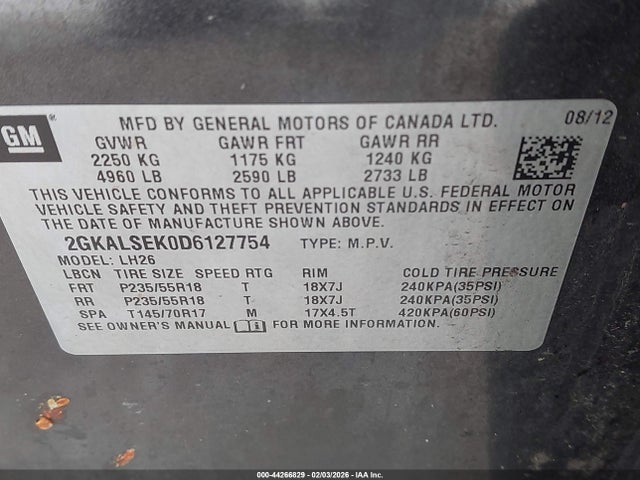 GM
MFD BY GENERAL MOTORS OF CANADA LTD. 08/12
GVWR GAWR FRT GAWR RR
2250 KG 1175 KG 1240 KG
4960 LB 2590 LB 2733 LB
THIS VEHICLE CONFORMS TO ALL APPLICABLE U.S. FEDERAL MOTOR
VEHICLE SAFETY AND THEFT PREVENTION STANDARDS IN EFFECT ON
THE DATE OF MANUFACTURE SHOWN ABOVE.
2GKALSEK0D6127754 TYPE: M.P.V.
MODEL: LH26
LBCN TIRE SIZE SPEED RTG RIM COLD TIRE PRESSURE
FRT P235/55R18 T 18X7J 240KPA(35PSI)
RR P235/55R18 T 18X7J 240KPA(35PSI)
SPA T145/70R17 M 17X4.5T 420KPA(60PSI)
SEE OWNER'S MANUAL FOR MORE INFORMATION.
000-44266829 - 02/03/2026 - IAA Inc.